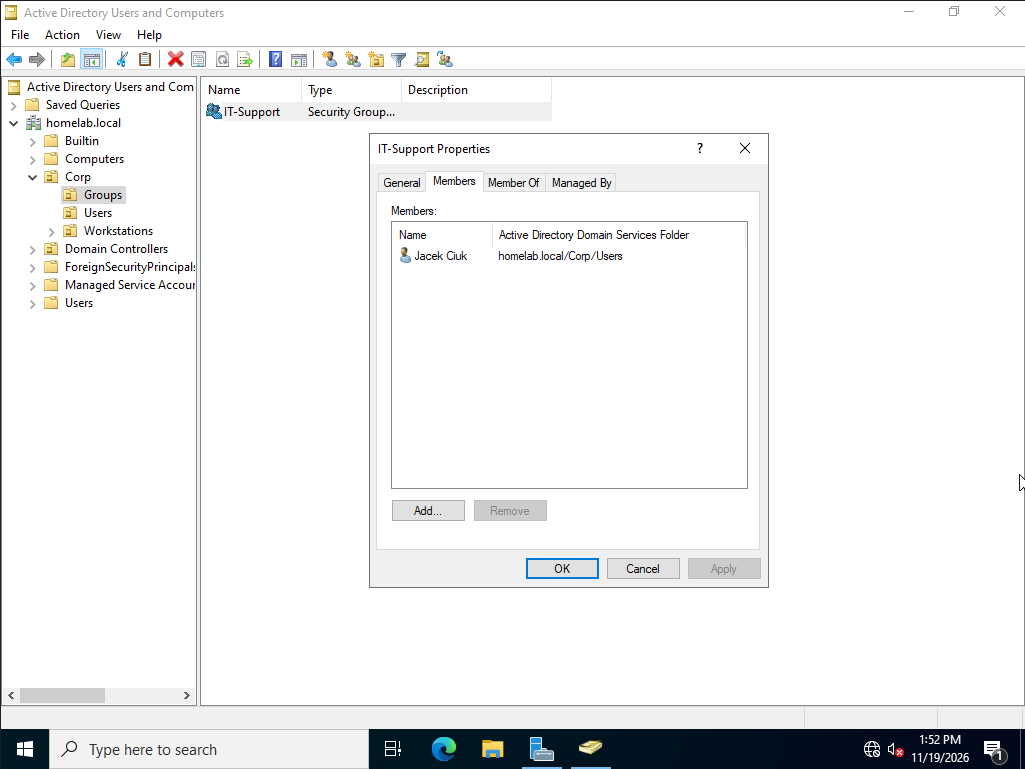 Active Directory Users and Computers
File Action View Help
Active Directory Users and Com
Saved Queries
homelab.local
Builtin
Computers
Corp
Groups
Users
Workstations
Domain Controllers
ForeignSecurityPrincipals
Managed Service Accour
Users
Name Type Description
IT-Support Security Group...
IT-Support Properties ?
General Members Member Of Managed By
Members:
Name Active Directory Domain Services Folder
Jacek Ciuk homelab.local/Corp/Users
Add... Remove
OK Cancel Apply
Type here to search
1:52 PM
11/19/2026
1